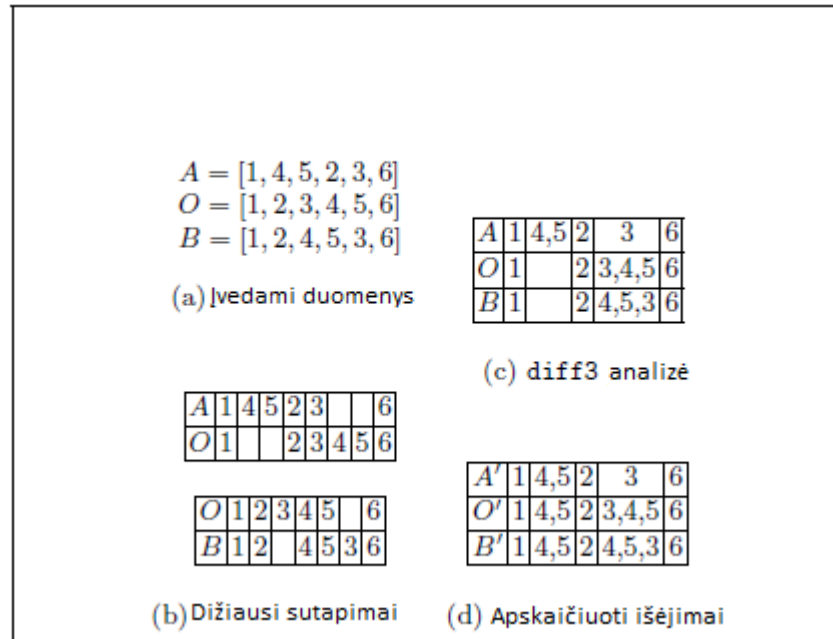 A = [1, 4, 5, 2, 3, 6]
O = [1, 2, 3, 4, 5, 6]
B = [1, 2, 4, 5, 3, 6]
(a) Įvedami duomenys
A 1 4 5 2 3 6
O 1 2 3 4 5 6
O 1 2 3 4 5 6
B 1 2 4 5 3 6
(b) Dižiausi sutapimai
A 1 4,5 2 3 6
O 1 2 3,4,5 6
B 1 2 4,5,3 6
(c) diff3 analizė
A′ 1 4,5 2 3 6
O′ 1 4,5 2 3,4,5 6
B′ 1 4,5 2 4,5,3 6
(d) Apskaičiuoti išėjimai